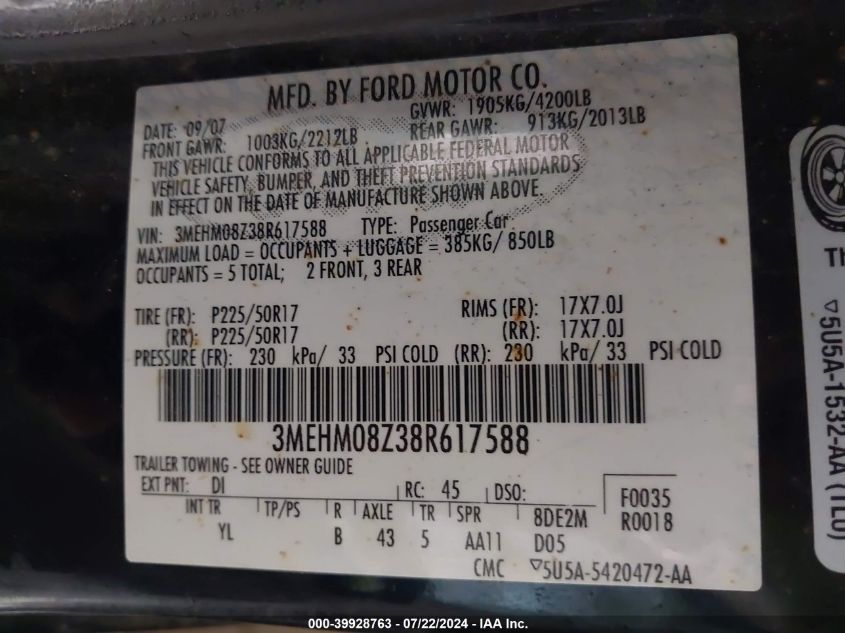 MFD. BY FORD MOTOR CO.
DATE: 09/07 GVWR: 1905KG/4200LB
FRONT GAWR: 1003KG/2212LB REAR GAWR: 913KG/2013LB
THIS VEHICLE CONFORMS TO ALL APPLICABLE FEDERAL MOTOR
VEHICLE SAFETY, BUMPER, AND THEFT PREVENTION STANDARDS
IN EFFECT ON THE DATE OF MANUFACTURE SHOWN ABOVE.
VIN: 3MEHM08Z38R617588 TYPE: Passenger Car
MAXIMUM LOAD = OCCUPANTS + LUGGAGE = 385KG/ 850LB
OCCUPANTS = 5 TOTAL; 2 FRONT, 3 REAR
TIRE (FR): P225/50R17 RIMS (FR): 17X7.0J
(RR): P225/50R17 (RR): 17X7.0J
PRESSURE (FR): 230 kPa/ 33 PSI COLD (RR): 230 kPa/ 33 PSI COLD
3MEHM08Z38R617588
TRAILER TOWING - SEE OWNER GUIDE
EXT PNT: DI RC: 45 DSO: F0035
INT TR TP/PS R AXLE TR SPR 8DE2M R0018
YL B 43 5 AA11 D05
CMC ▽5U5A-5420472-AA
▽5U5A-1532-AA (TLU)
000-39928763 - 07/22/2024 - IAA Inc.